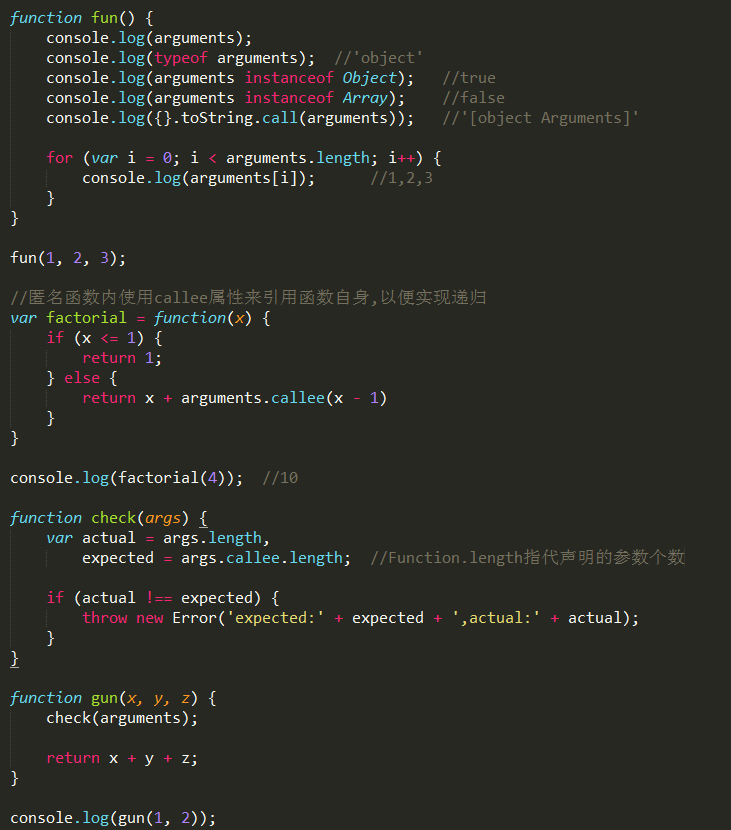 function fun() {
    console.log(arguments);
    console.log(typeof arguments);  //'object'
    console.log(arguments instanceof Object);   //true
    console.log(arguments instanceof Array);    //false
    console.log({}.toString.call(arguments));   //'[object Arguments]'

    for (var i = 0; i < arguments.length; i++) {
        console.log(arguments[i]);      //1,2,3
    }
}

fun(1, 2, 3);

//匿名函数内使用callee属性来引用函数自身,以便实现递归
var factorial = function(x) {
    if (x <= 1) {
        return 1;
    } else {
        return x + arguments.callee(x - 1)
    }
}

console.log(factorial(4));  //10

function check(args) {
    var actual = args.length,
        expected = args.callee.length;  //Function.length指代声明的参数个数

    if (actual !== expected) {
        throw new Error('expected:' + expected + ',actual:' + actual);
    }
}

function gun(x, y, z) {
    check(arguments);

    return x + y + z;
}

console.log(gun(1, 2));